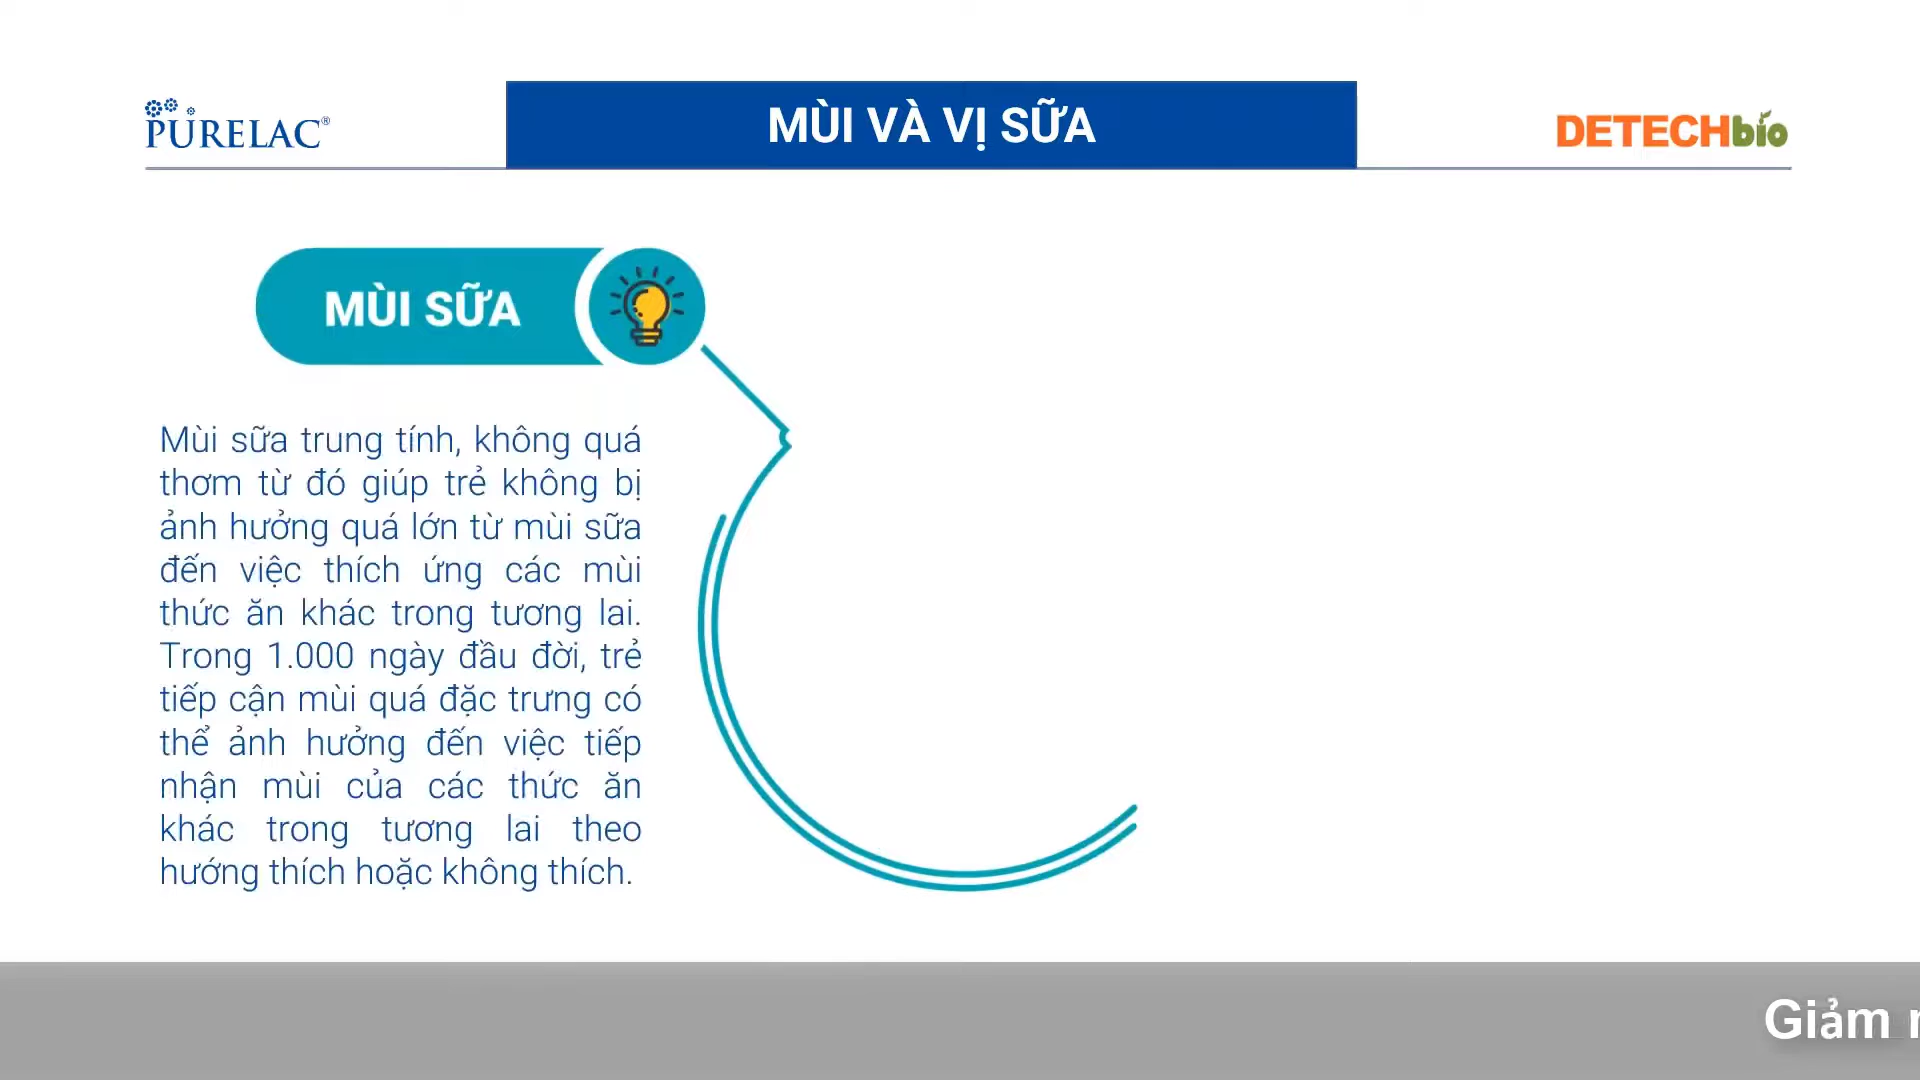 PURELAC®
MÙI VÀ VỊ SỮA
DETECHbio
MÙI SỮA
Mùi sữa trung tính, không quá
thơm từ đó giúp trẻ không bị
ảnh hưởng quá lớn từ mùi sữa
đến việc thích ứng các mùi
thức ăn khác trong tương lai.
Trong 1.000 ngày đầu đời, trẻ
tiếp cận mùi quá đặc trưng có
thể ảnh hưởng đến việc tiếp
nhận mùi của các thức ăn
khác trong tương lai theo
hướng thích hoặc không thích.
Giảm